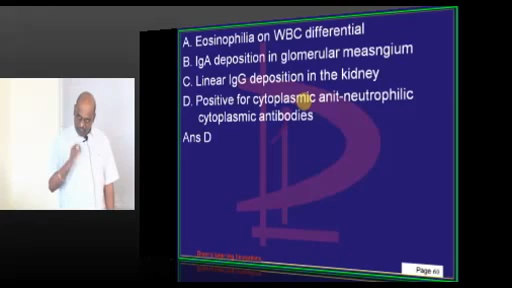 A. Eosinophilia on WBC differential
B. IgA deposition in glomerular measngium
C. Linear IgG deposition in the kidney
D. Positive for cytoplasmic anit-neutrophilic
cytoplasmic antibodies
Ans D
Page 60